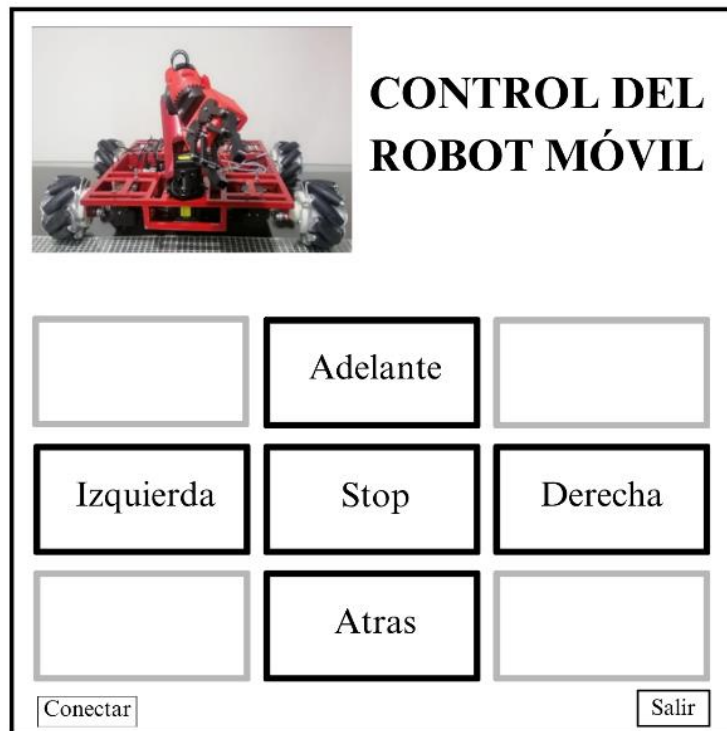 CONTROL DEL
ROBOT MÓVIL
Adelante
Izquierda Stop Derecha
Atras
Conectar Salir